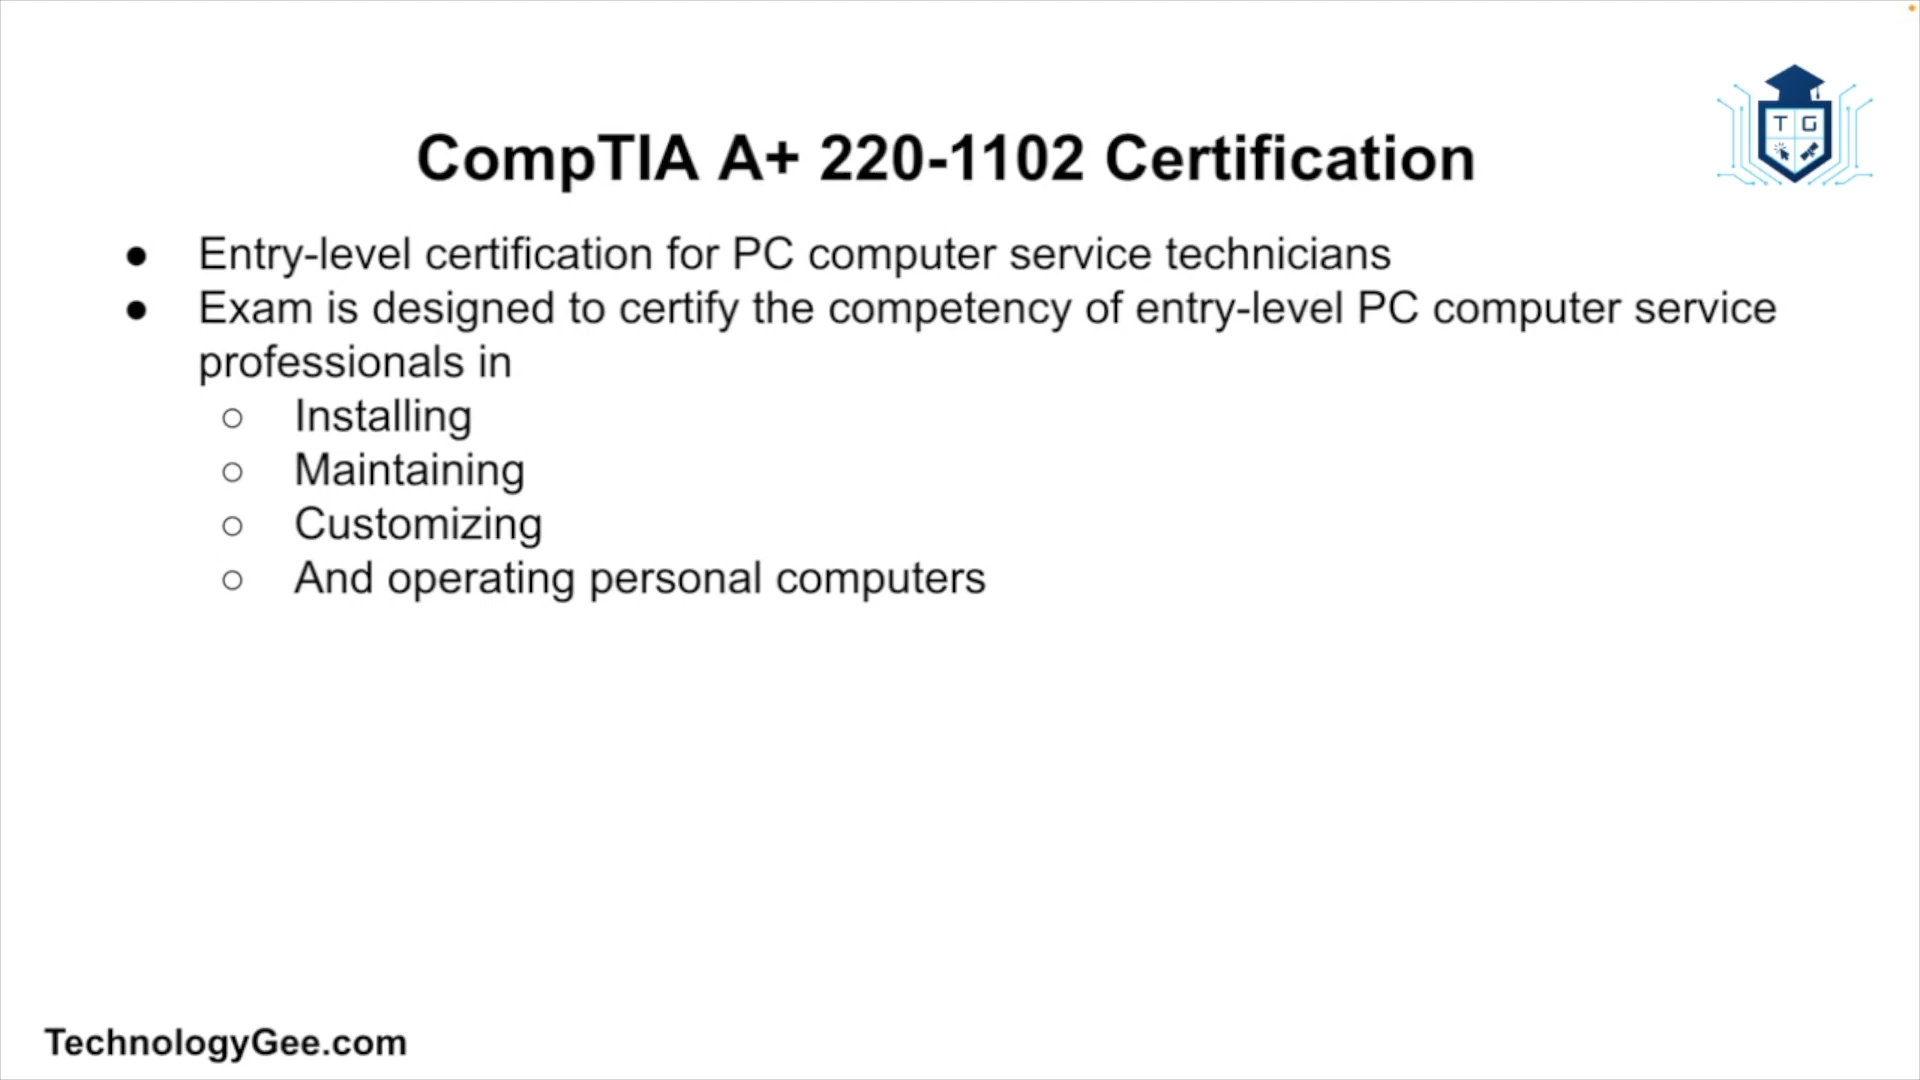 CompTIA A+ 220-1102 Certification
T G
● Entry-level certification for PC computer service technicians
● Exam is designed to certify the competency of entry-level PC computer service
professionals in
○ Installing
○ Maintaining
○ Customizing
○ And operating personal computers
TechnologyGee.com